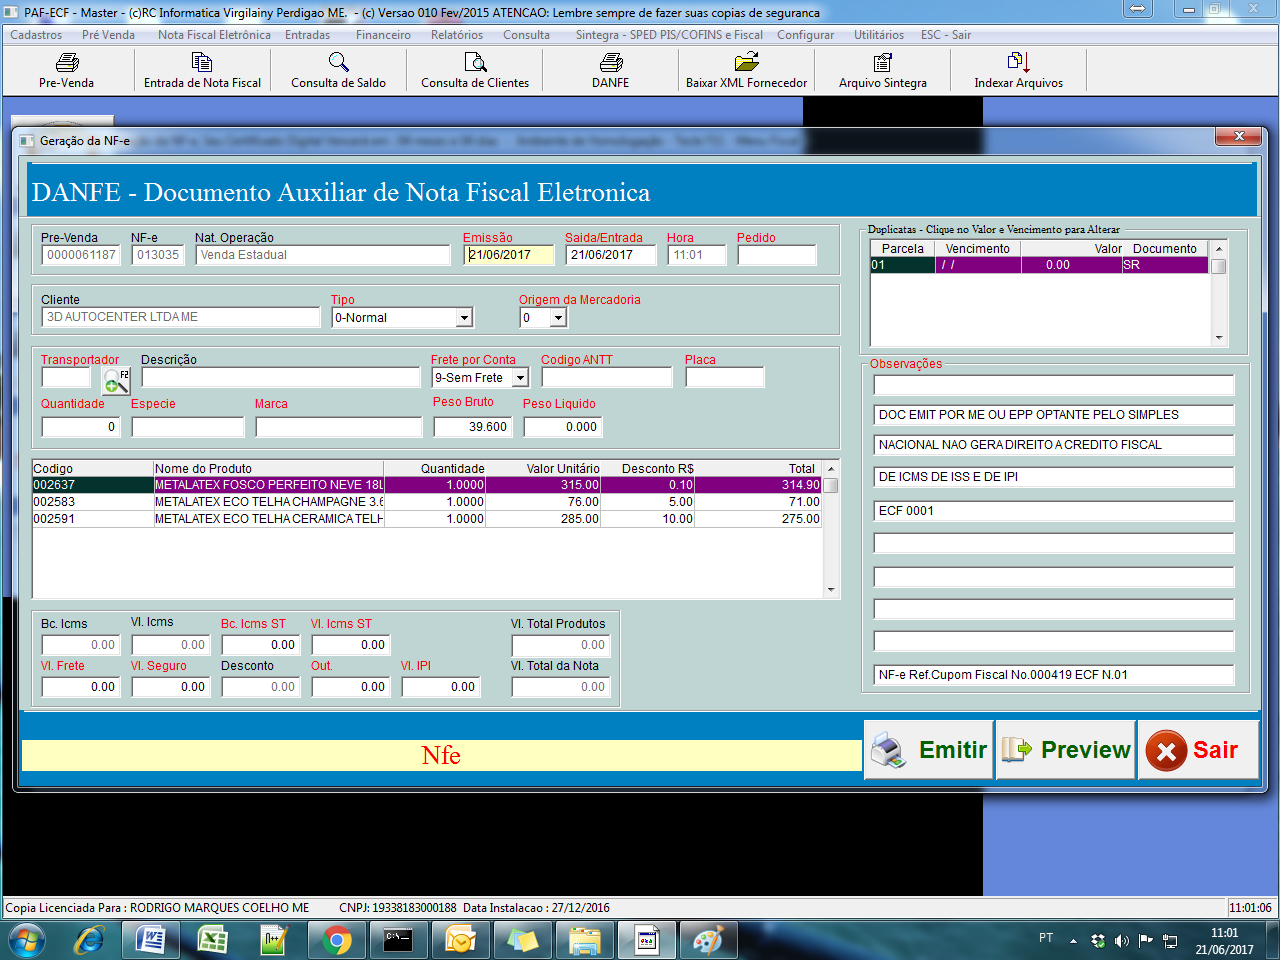 PAF-ECF - Master - (c)RC Informatica Virgilainy Perdigao ME. - (c) Versao 010 Fev/2015 ATENCAO: Lembre sempre de fazer suas copias de seguranca
Cadastros Pré Venda Nota Fiscal Eletrônica Entradas Financeiro Relatórios Consulta Sintegra - SPED PIS/COFINS e Fiscal Configurar Utilitários ESC - Sair
Pre-Venda Entrada de Nota Fiscal Consulta de Saldo Consulta de Clientes DANFE Baixar XML Fornecedor Arquivo Sintegra Indexar Arquivos
Geração da NF-e
DANFE - Documento Auxiliar de Nota Fiscal Eletronica
Pre-Venda NF-e Nat. Operação Emissão Saida/Entrada Hora Pedido
0000061187 013035 Venda Estadual 21/06/2017 21/06/2017 11:01
Cliente Tipo Origem da Mercadoria
3D AUTOCENTER LTDA ME 0-Normal 0
Transportador Descrição Frete por Conta Codigo ANTT Placa
F2 9-Sem Frete
Quantidade Especie Marca Peso Bruto Peso Liquido
0 39.600 0.000
Codigo Nome do Produto Quantidade Valor Unitário Desconto R$ Total
002637 METALATEX FOSCO PERFEITO NEVE 18L 1.0000 315.00 0.10 314.90
002583 METALATEX ECO TELHA CHAMPAGNE 3.6 1.0000 76.00 5.00 71.00
002591 METALATEX ECO TELHA CERAMICA TELH 1.0000 285.00 10.00 275.00
Bc. Icms Vl. Icms Bc. Icms ST Vl. Icms ST Vl. Total Produtos
0.00 0.00 0.00 0.00 0.00
Vl. Frete Vl. Seguro Desconto Out. Vl. IPI Vl. Total da Nota
0.00 0.00 0.00 0.00 0.00 0.00
Duplicatas - Clique no Valor e Vencimento para Alterar
Parcela Vencimento Valor Documento
01 / / 0.00 SR
Observações
DOC EMIT POR ME OU EPP OPTANTE PELO SIMPLES
NACIONAL NAO GERA DIREITO A CREDITO FISCAL
DE ICMS DE ISS E DE IPI
ECF 0001
NF-e Ref.Cupom Fiscal No.000419 ECF N.01
Nfe
Emitir Preview Sair
Copia Licenciada Para : RODRIGO MARQUES COELHO ME CNPJ: 19338183000188 Data Instalacao : 27/12/2016 11:01:06
PT 11:01
21/06/2017